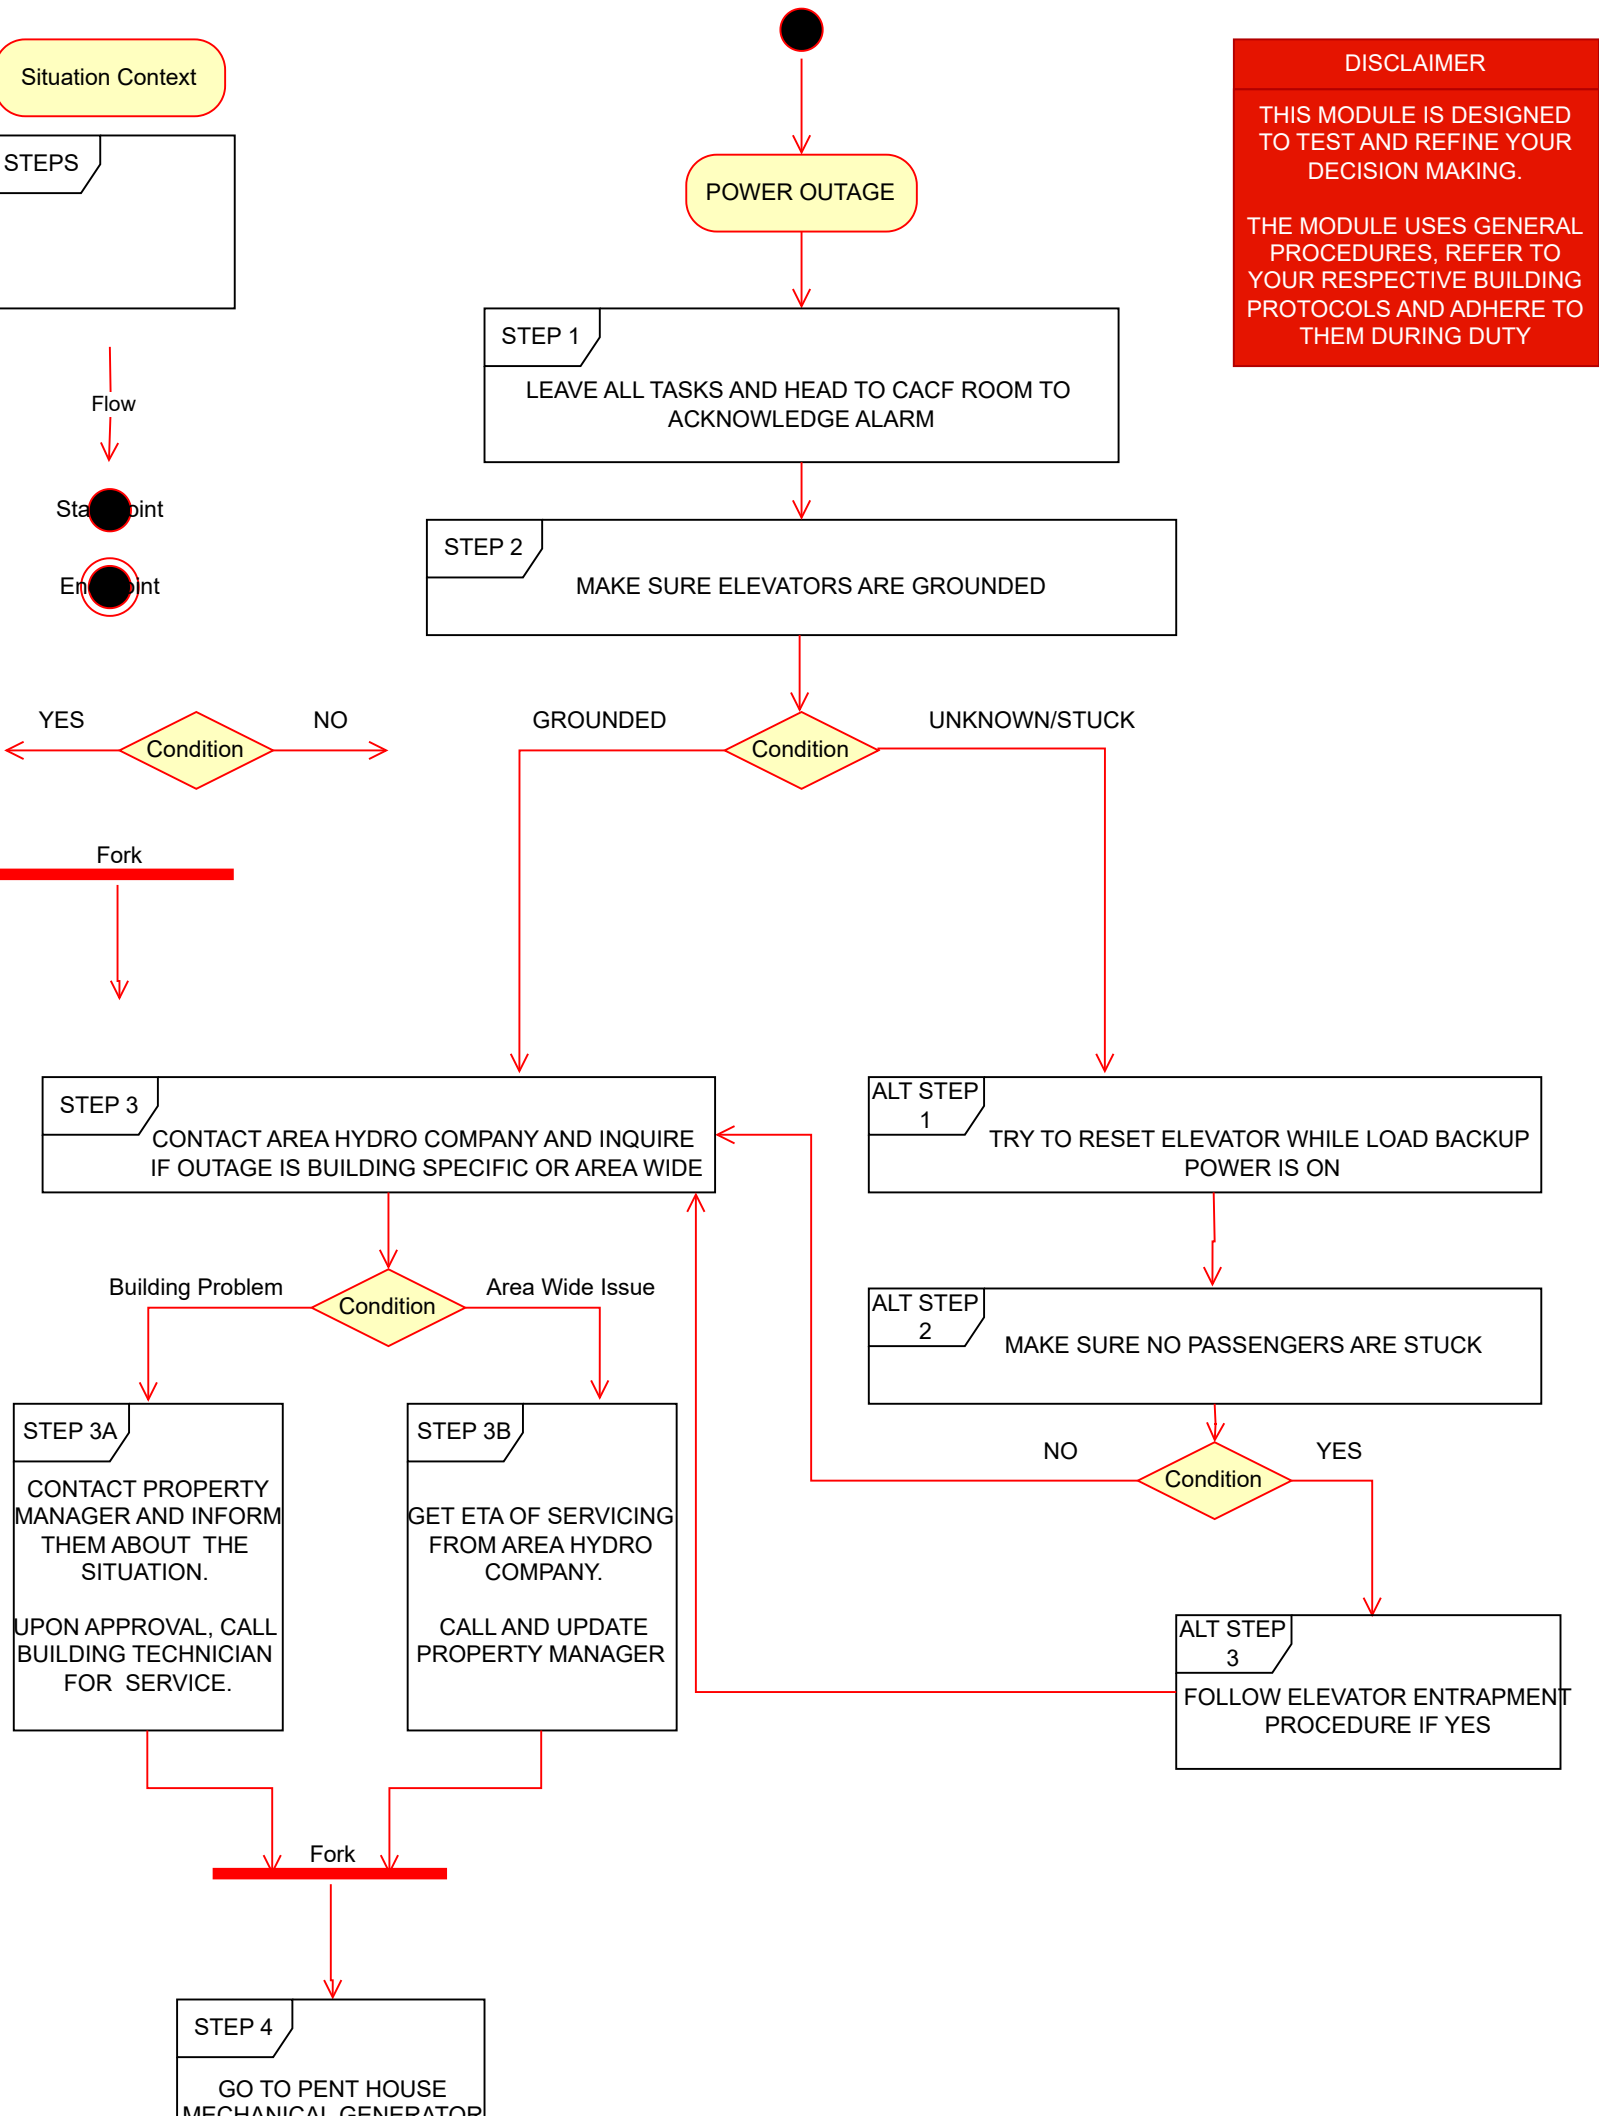 Situation Context
STEPS
Flow
YES
Condition
NO
Fork
POWER OUTAGE
DISCLAIMER
THIS MODULE IS DESIGNED
TO TEST AND REFINE YOUR
DECISION MAKING.
THE MODULE USES GENERAL
PROCEDURES, REFER TO
YOUR RESPECTIVE BUILDING
PROTOCOLS AND ADHERE TO
THEM DURING DUTY
STEP 1
LEAVE ALL TASKS AND HEAD TO CACF ROOM TO
ACKNOWLEDGE ALARM
STEP 2
MAKE SURE ELEVATORS ARE GROUNDED
GROUNDED
Condition
UNKNOWN/STUCK
STEP 3
CONTACT AREA HYDRO COMPANY AND INQUIRE
IF OUTAGE IS BUILDING SPECIFIC OR AREA WIDE
ALT STEP
1
TRY TO RESET ELEVATOR WHILE LOAD BACKUP
POWER IS ON
ALT STEP
2
MAKE SURE NO PASSENGERS ARE STUCK
Building Problem
Condition
Area Wide Issue
NO
Condition
YES
STEP 3A
CONTACT PROPERTY
MANAGER AND INFORM
THEM ABOUT THE
SITUATION.
UPON APPROVAL, CALL
BUILDING TECHNICIAN
FOR SERVICE.
STEP 3B
GET ETA OF SERVICING
FROM AREA HYDRO
COMPANY.
CALL AND UPDATE
PROPERTY MANAGER
ALT STEP
3
FOLLOW ELEVATOR ENTRAPMENT
PROCEDURE IF YES
Fork
STEP 4
GO TO PENT HOUSE
MECHANICAL GENERATOR